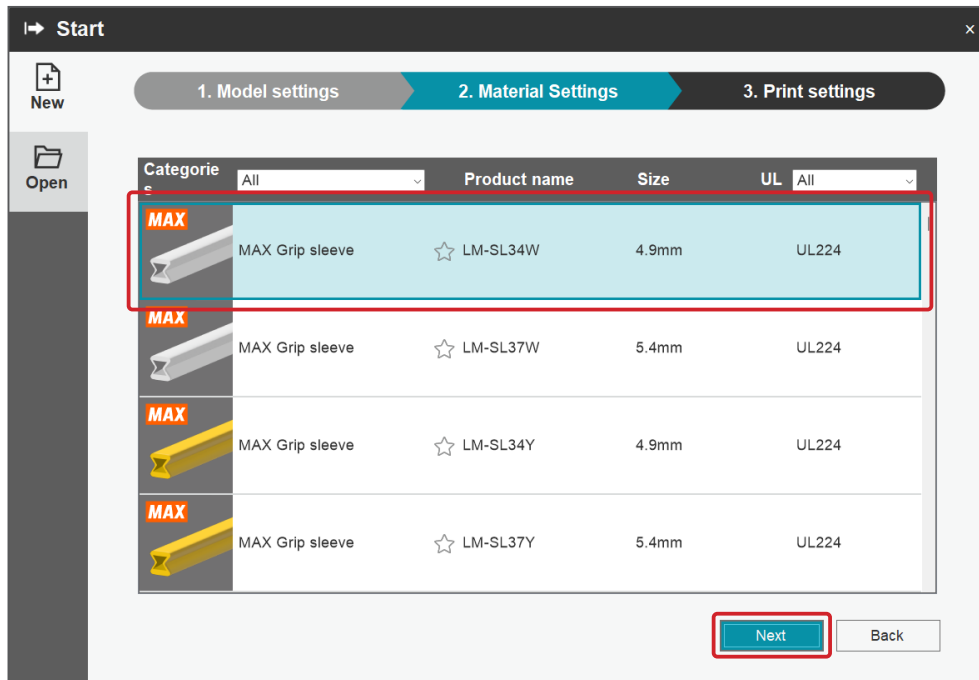 Start
×
New
Open
1. Model settings
2. Material Settings
3. Print settings
Categorie
s
All
Product name
Size
UL
All
MAX
MAX Grip sleeve
LM-SL34W
4.9mm
UL224
MAX
MAX Grip sleeve
LM-SL37W
5.4mm
UL224
MAX
MAX Grip sleeve
LM-SL34Y
4.9mm
UL224
MAX
MAX Grip sleeve
LM-SL37Y
5.4mm
UL224
Next
Back